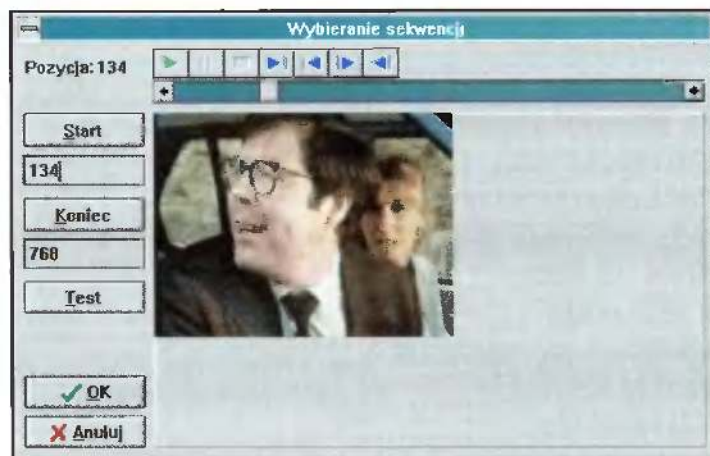 Wybieranie sekwencji
Pozycja: 134
Start
134
Koniec
768
Test
OK
Anuluj